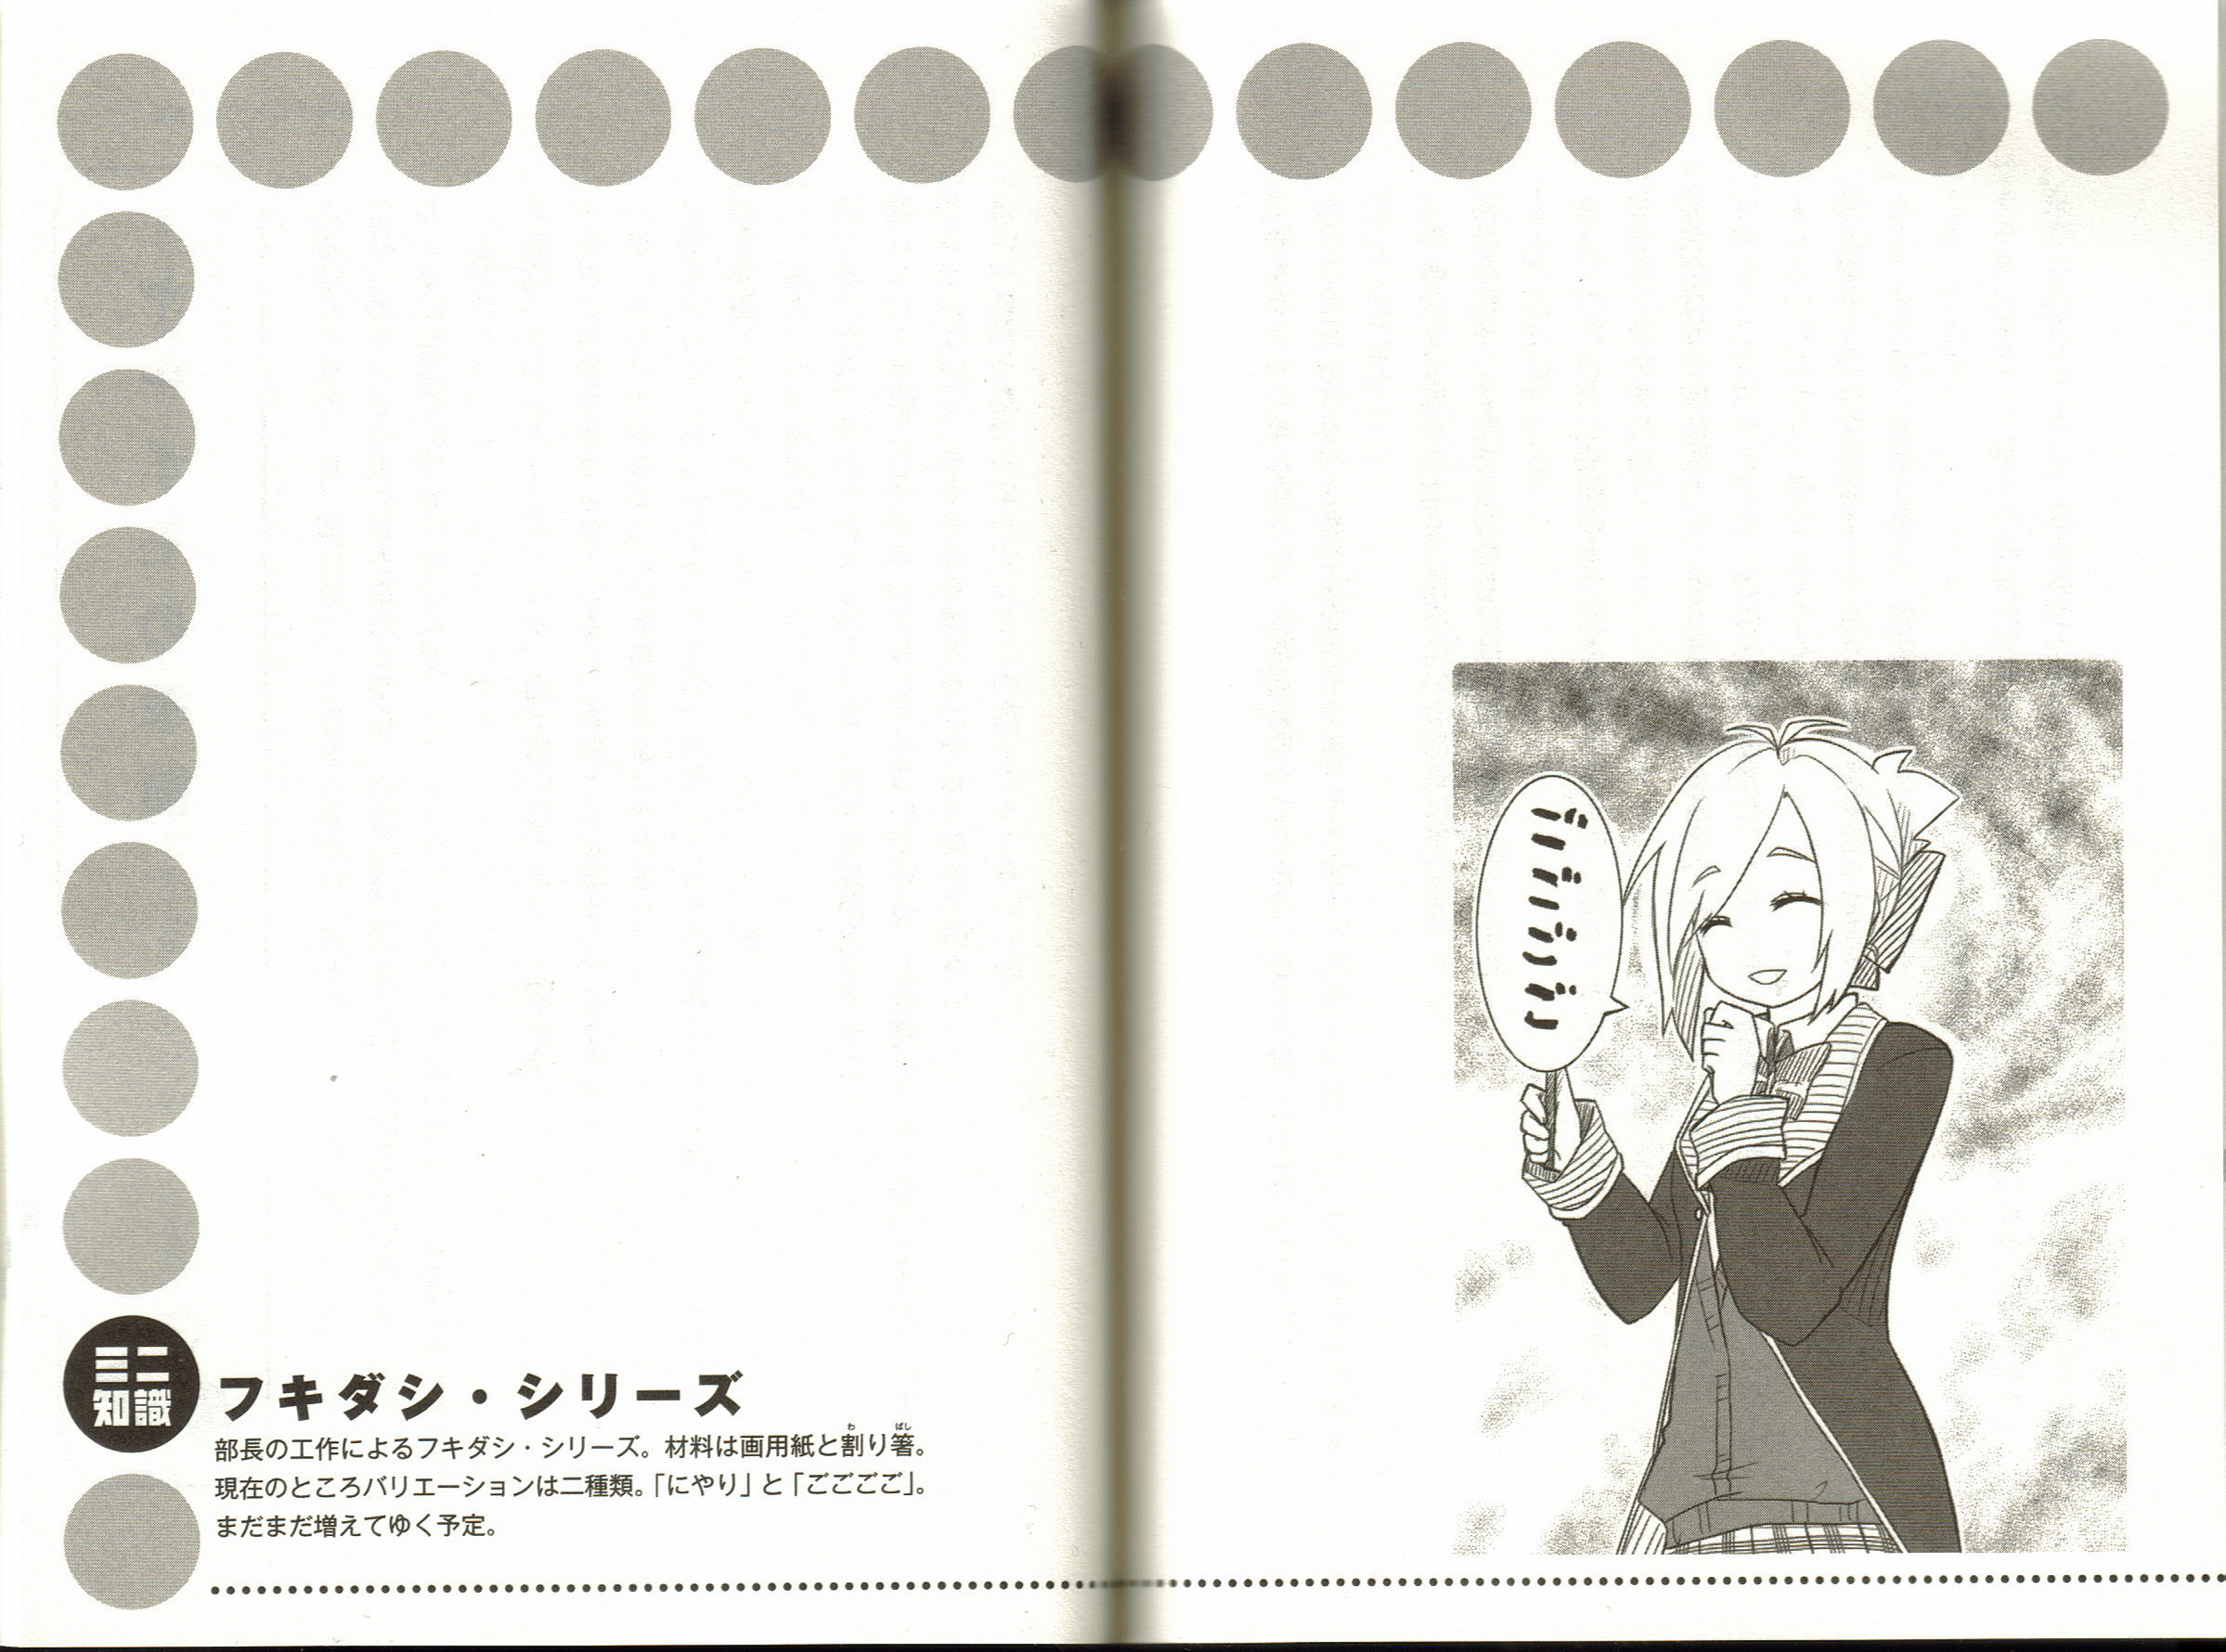 ごごごご
ミニ
知識
フキダシ・シリーズ
わ ばし
部長の工作によるフキダシ・シリーズ。材料は画用紙と割り箸。
現在のところバリエーションは二種類。「にやり」と「ごごごご」。
まだまだ増えてゆく予定。